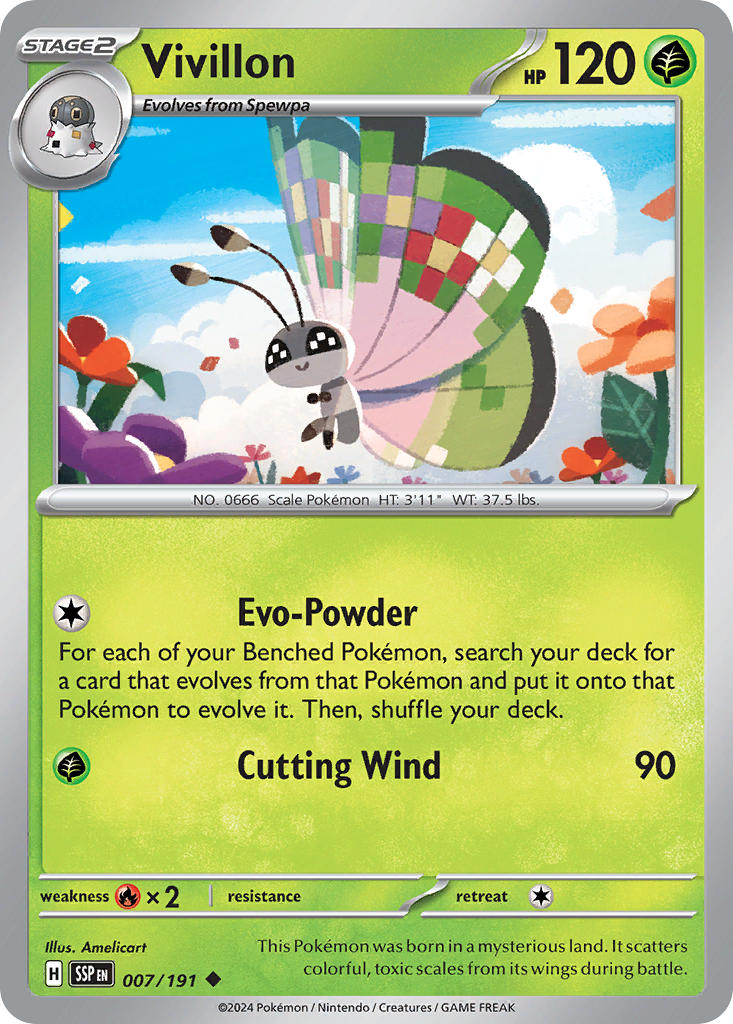 STAGE2
Vivillon
HP 120
Evolves from Spewpa
NO. 0666 Scale Pokémon HT: 3'11" WT: 37.5 lbs.
Evo-Powder
For each of your Benched Pokémon, search your deck for
a card that evolves from that Pokémon and put it onto that
Pokémon to evolve it. Then, shuffle your deck.
Cutting Wind 90
weakness ×2 resistance retreat
Illus. Amelicart
This Pokémon was born in a mysterious land. It scatters
colorful, toxic scales from its wings during battle.
H SSP EN 007/191
©2024 Pokémon / Nintendo / Creatures / GAME FREAK